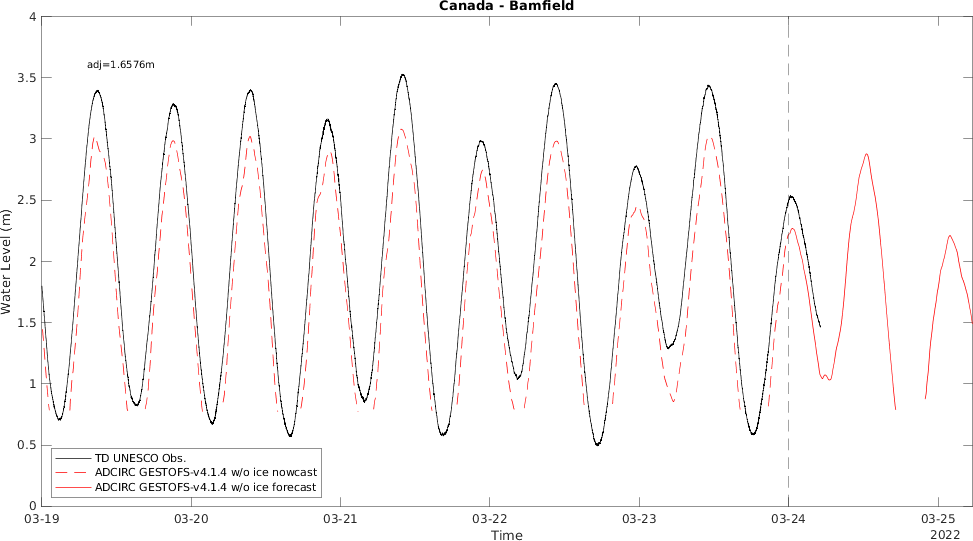 Canada - Bamfield
4
adj=1.6576m
3.5
3
2.5
2
1.5
1
0.5
0
Water Level (m)
TD UNESCO Obs.
ADCIRC GESTOFS-v4.1.4 w/o ice nowcast
ADCIRC GESTOFS-v4.1.4 w/o ice forecast
03-19 03-20 03-21 03-22 03-23 03-24 03-25
Time
2022